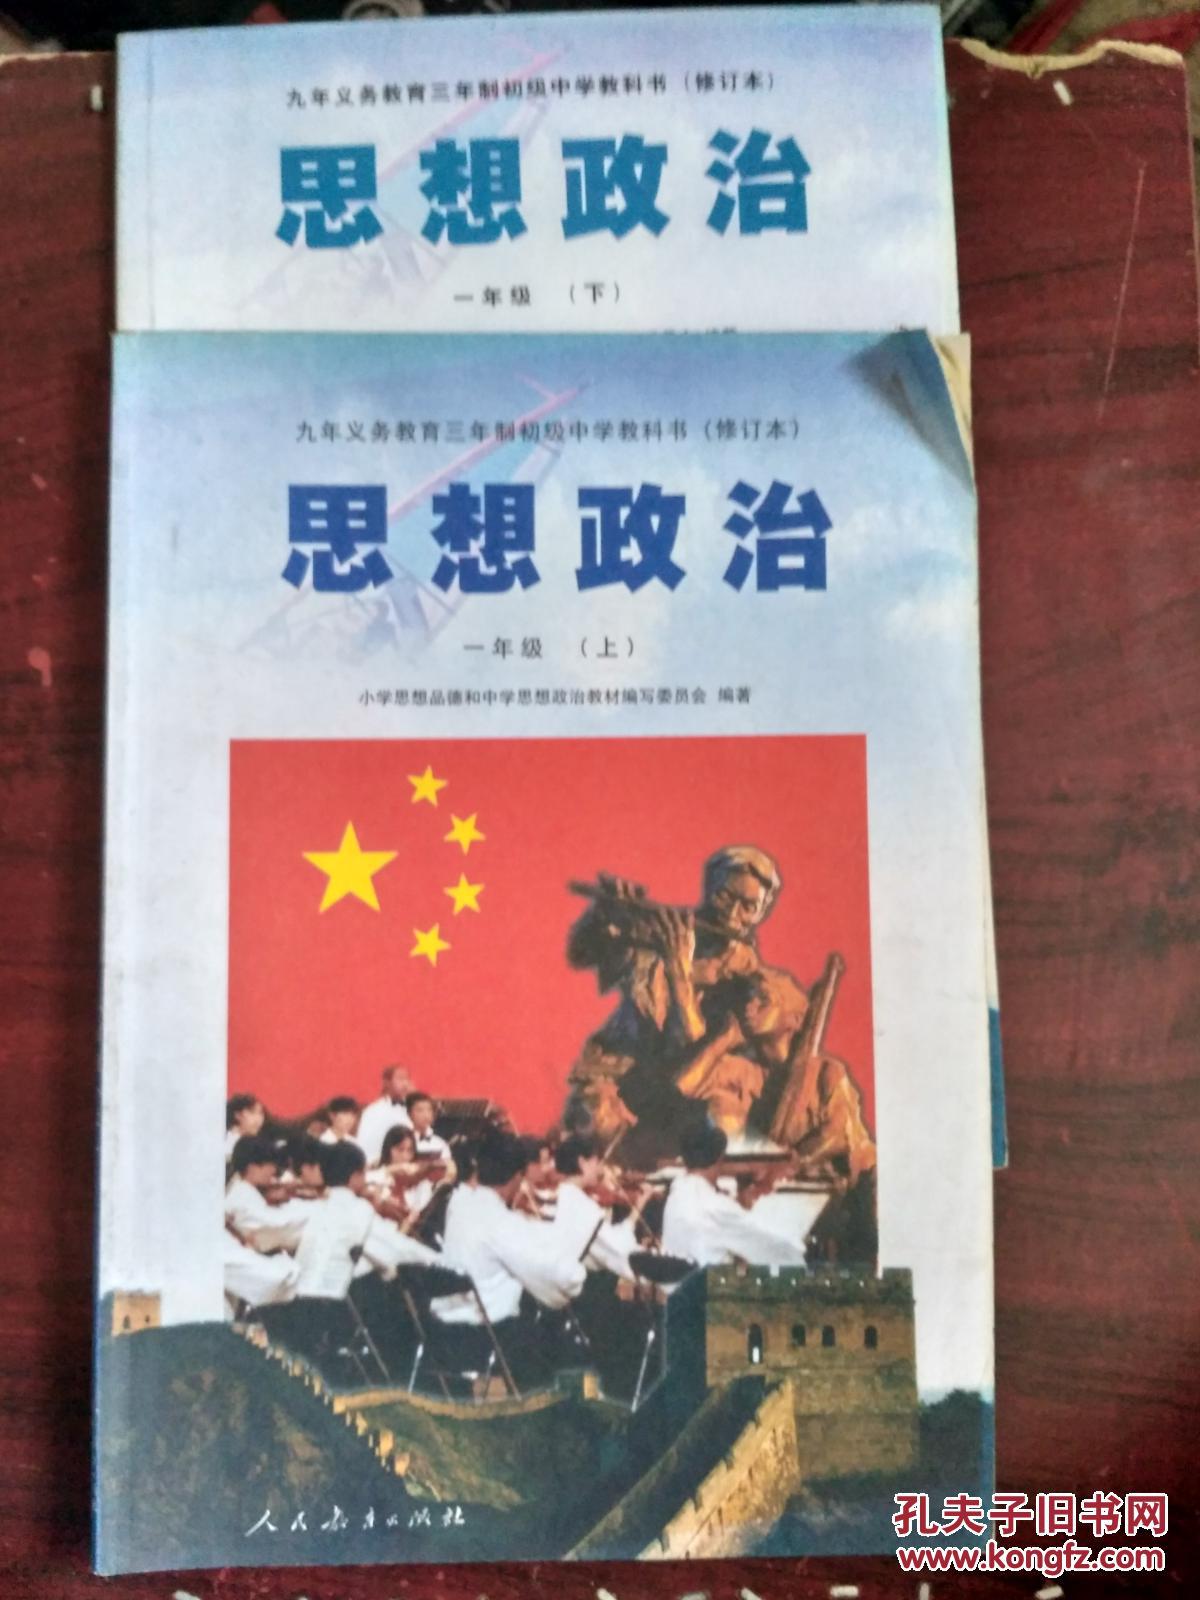 九年义务教育三年制初级中学教科书（修订本）
思想政治
一年级 （下）
九年义务教育三年制初级中学教科书（修订本）
思想政治
一年级 （上）
小学思想品德和中学思想政治教材编写委员会 编著
人民教育出版社
孔夫子旧书网
www.kongfz.com